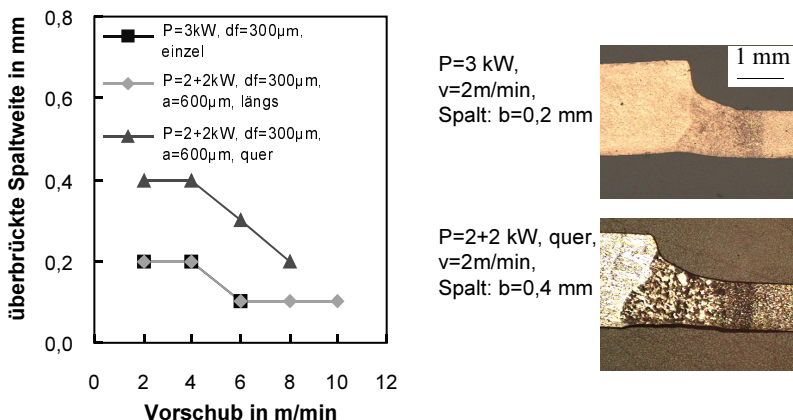 überbrückte Spaltweite in mm
0,8
0,6
0,4
0,2
0,0
P=3kW, df=300µm,
einzel
P=2+2kW, df=300µm,
a=600µm, längs
P=2+2kW, df=300µm,
a=600µm, quer
0 2 4 6 8 10 12
Vorschub in m/min
P=3 kW,
v=2m/min,
Spalt: b=0,2 mm
1 mm
P=2+2 kW, quer,
v=2m/min,
Spalt: b=0,4 mm